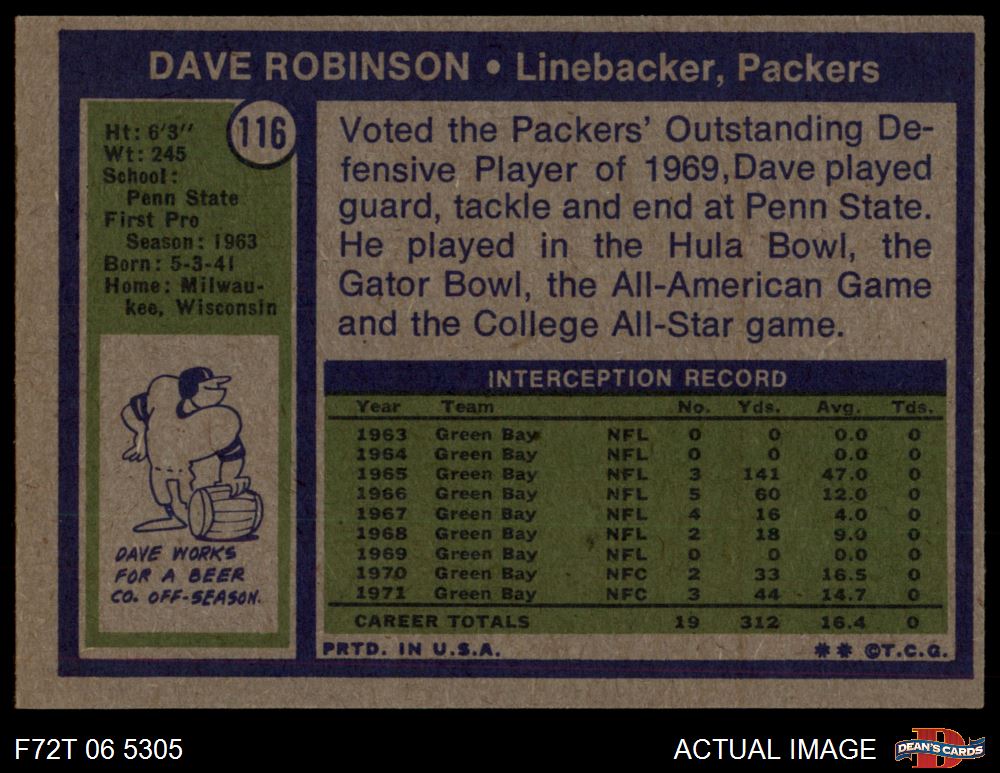 DAVE ROBINSON • Linebacker, Packers
116
Ht: 6'3''
Wt: 245
School:
Penn State
First Pro
Season: 1963
Born: 5-3-41
Home: Milwau-
kee, Wisconsin
DAVE WORKS
FOR A BEER
CO. OFF-SEASON.
Voted the Packers' Outstanding De-
fensive Player of 1969, Dave played
guard, tackle and end at Penn State.
He played in the Hula Bowl, the
Gator Bowl, the All-American Game
and the College All-Star game.
INTERCEPTION RECORD
Year Team No. Yds. Avg. Tds.
1963 Green Bay NFL 0 0 0.0 0
1964 Green Bay NFL 0 0 0.0 0
1965 Green Bay NFL 3 141 47.0 0
1966 Green Bay NFL 5 60 12.0 0
1967 Green Bay NFL 4 16 4.0 0
1968 Green Bay NFL 2 18 9.0 0
1969 Green Bay NFL 0 0 0.0 0
1970 Green Bay NFC 2 33 16.5 0
1971 Green Bay NFC 3 44 14.7 0
CAREER TOTALS 19 312 16.4 0
PRTD. IN U.S.A. ** ©T.C.G.
F72T 06 5305 ACTUAL IMAGE DEAN'S CARDS